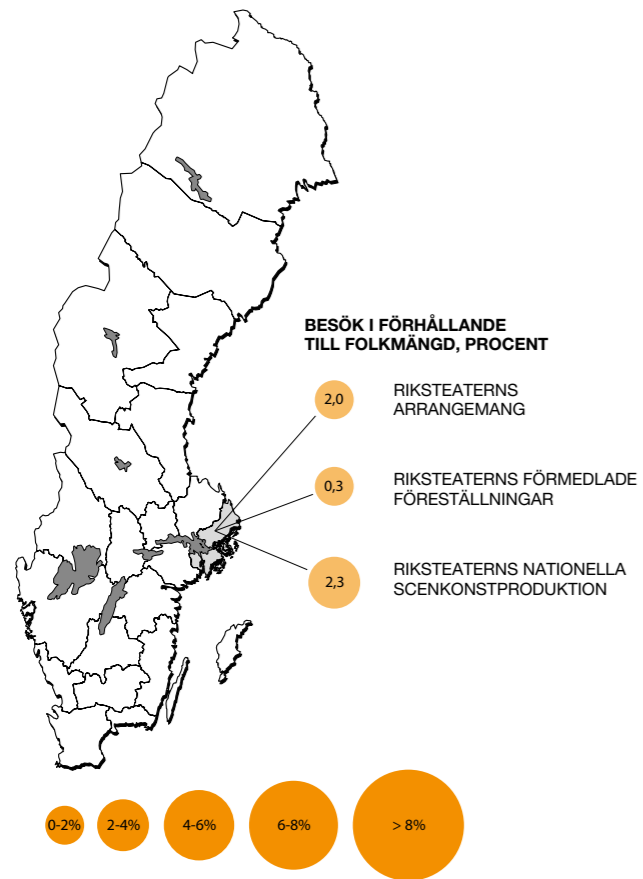 BESÖK I FÖRHÅLLANDE
TILL FOLKMÄNGD, PROCENT
2,0
RIKSTEATERNS
ARRANGEMANG
0,3
RIKSTEATERNS FÖRMEDLADE
FÖRESTÄLLNINGAR
2,3
RIKSTEATERNS NATIONELLA
SCENKONSTPRODUKTION
0-2%
2-4%
4-6%
6-8%
> 8%